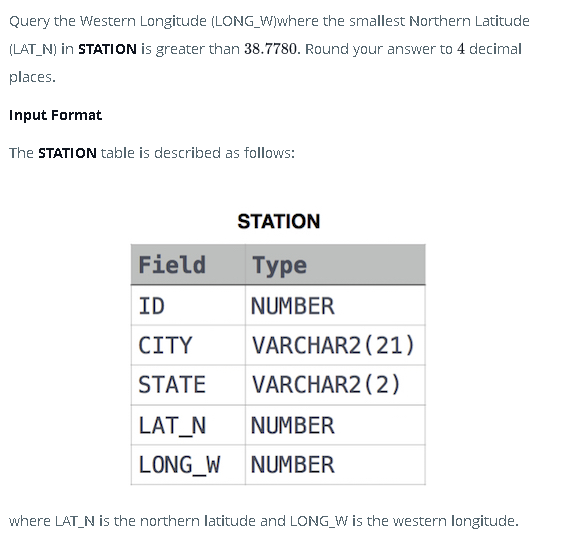 Query the Western Longitude (LONG_W)where the smallest Northern Latitude
(LAT_N) in STATION is greater than 38.7780. Round your answer to 4 decimal
places.
Input Format
The STATION table is described as follows:
STATION
Field Type
ID NUMBER
CITY VARCHAR2(21)
STATE VARCHAR2(2)
LAT_N NUMBER
LONG_W NUMBER
where LAT_N is the northern latitude and LONG_W is the western longitude.